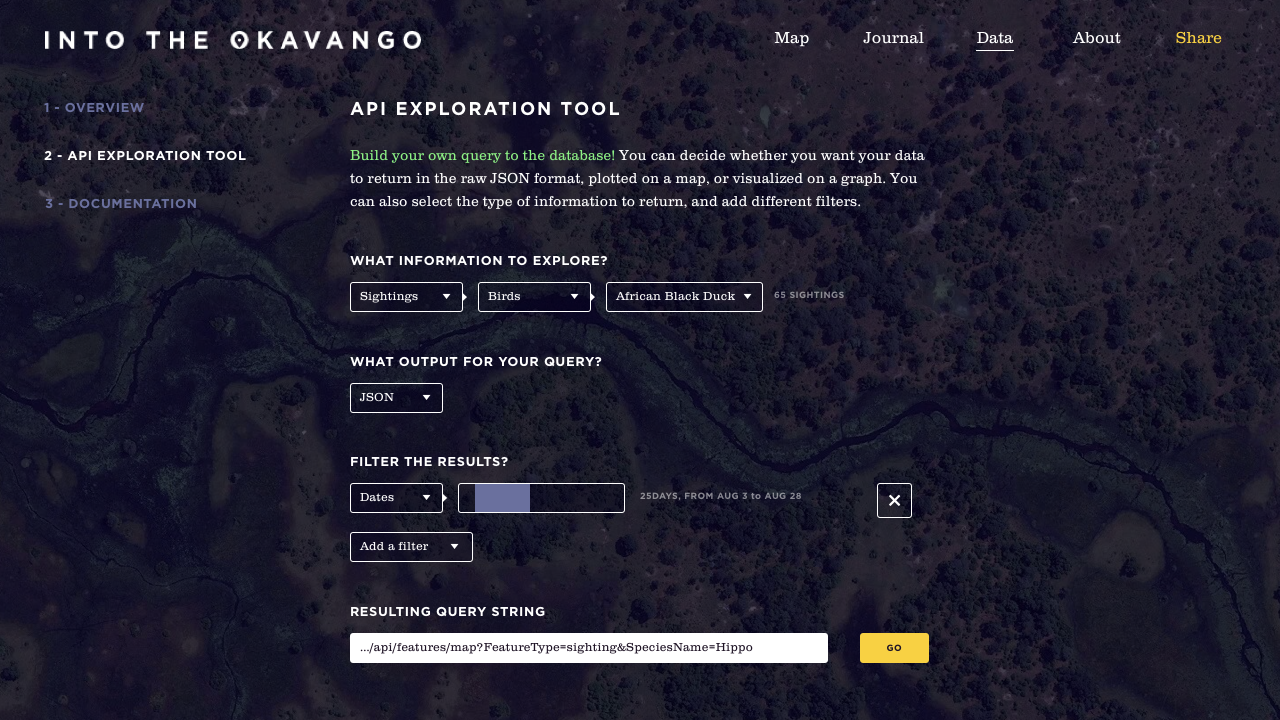 INTO THE OKAVANGO
Map Journal Data About Share
1 - OVERVIEW
2 - API EXPLORATION TOOL
3 - DOCUMENTATION
API EXPLORATION TOOL
Build your own query to the database! You can decide whether you want your data
to return in the raw JSON format, plotted on a map, or visualized on a graph. You
can also select the type of information to return, and add different filters.
WHAT INFORMATION TO EXPLORE?
Sightings Birds African Black Duck 65 SIGHTINGS
WHAT OUTPUT FOR YOUR QUERY?
JSON
FILTER THE RESULTS?
Dates 25DAYS, FROM AUG 3 to AUG 28
Add a filter
RESULTING QUERY STRING
.../api/features/map?FeatureType=sighting&SpeciesName=Hippo GO